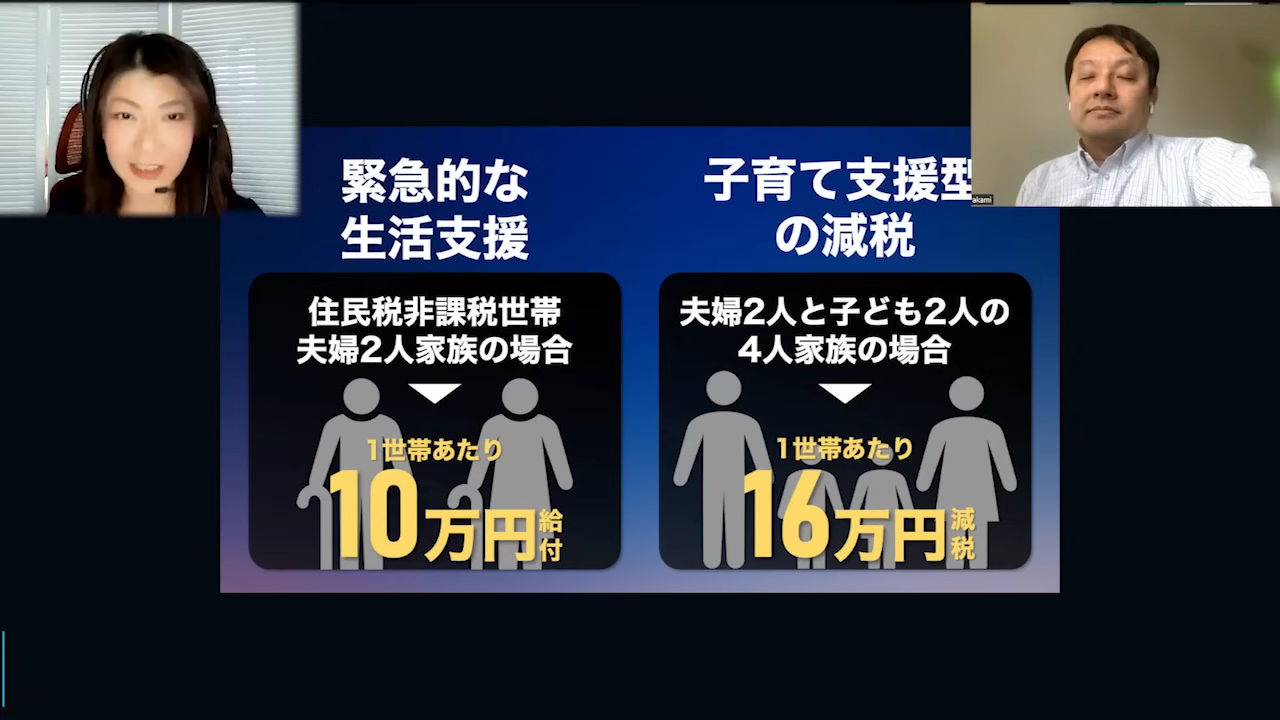 緊急的な
生活支援
住民税非課税世帯
夫婦2人家族の場合
1世帯あたり
10万円給付
子育て支援型
の減税
夫婦2人と子ども2人の
4人家族の場合
1世帯あたり
16万円減税
akami